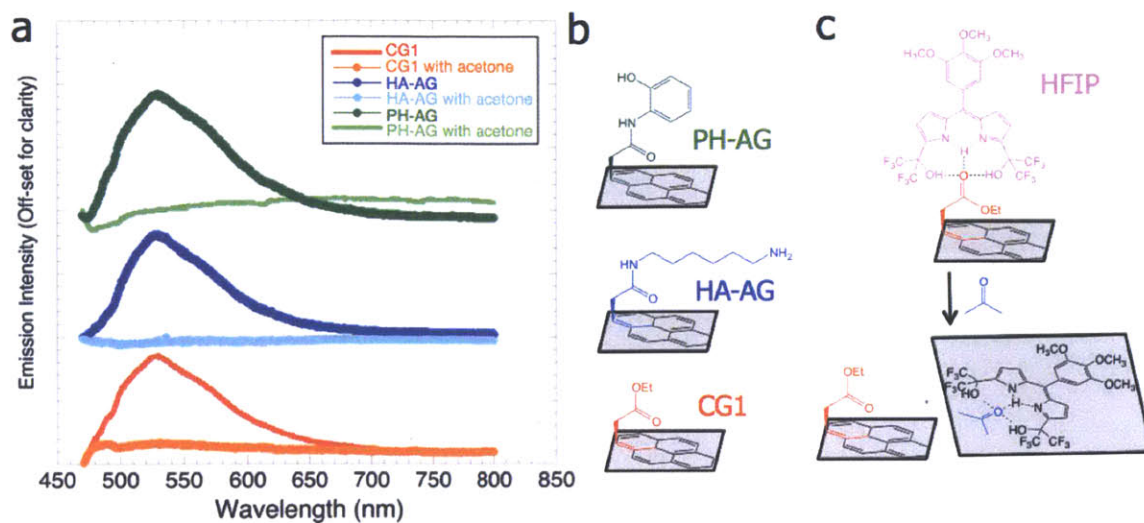 a
CG1
CG1 with acetone
HA-AG
HA-AG with acetone
PH-AG
PH-AG with acetone
Emission Intensity (Off-set for clarity)
450 500 550 600 650 700 750 800 850
Wavelength (nm)
b
HO
HN
O
PH-AG
NH₂
HN
O
HA-AG
OEt
O
CG1
c
OCH₃
H₃CO OCH₃
HFIP
N N
H
F₃C CF₃
OH HO
CF₃ CF₃
O
OEt
O
OEt
O
H₃CO
OCH₃
OCH₃
F₃C CF₃
HO N
H
O N
HO
F₃C CF₃